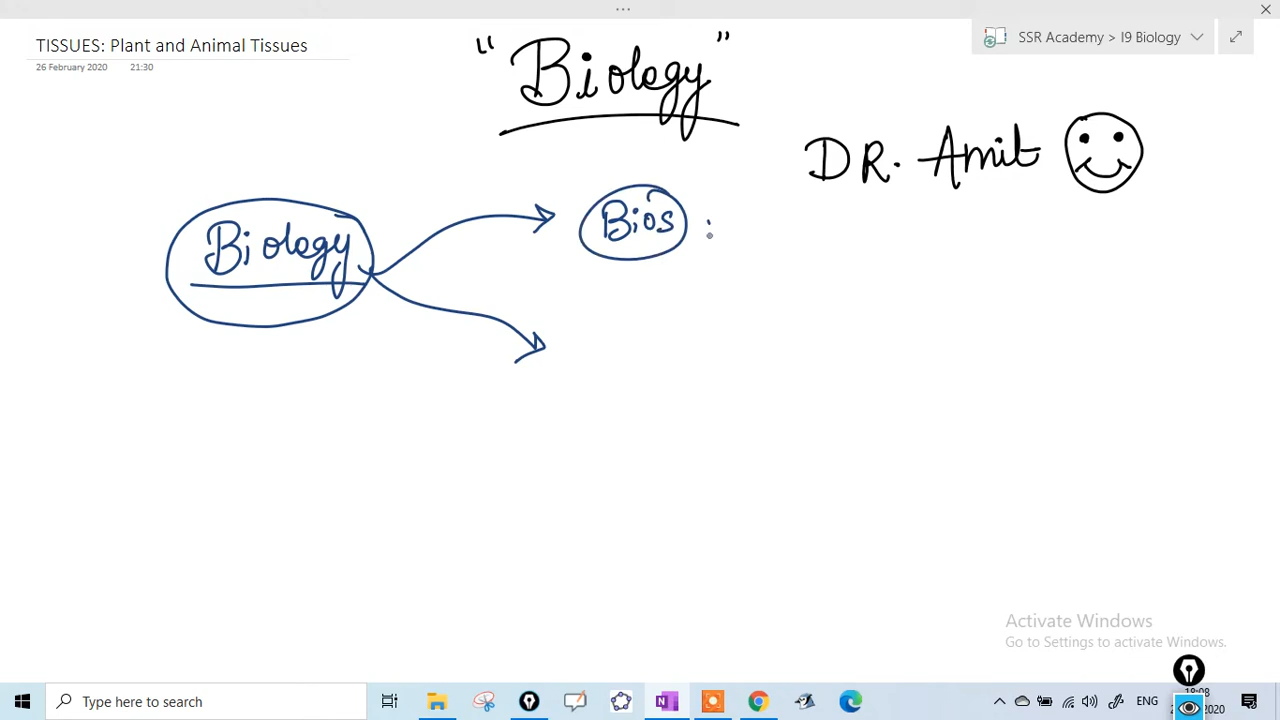 TISSUES: Plant and Animal Tissues
26 February 2020 21:30
"Biology"
SSR Academy > I9 Biology
DR. Amit
Biology
Bios :
Activate Windows
Go to Settings to activate Windows.
Type here to search
ENG